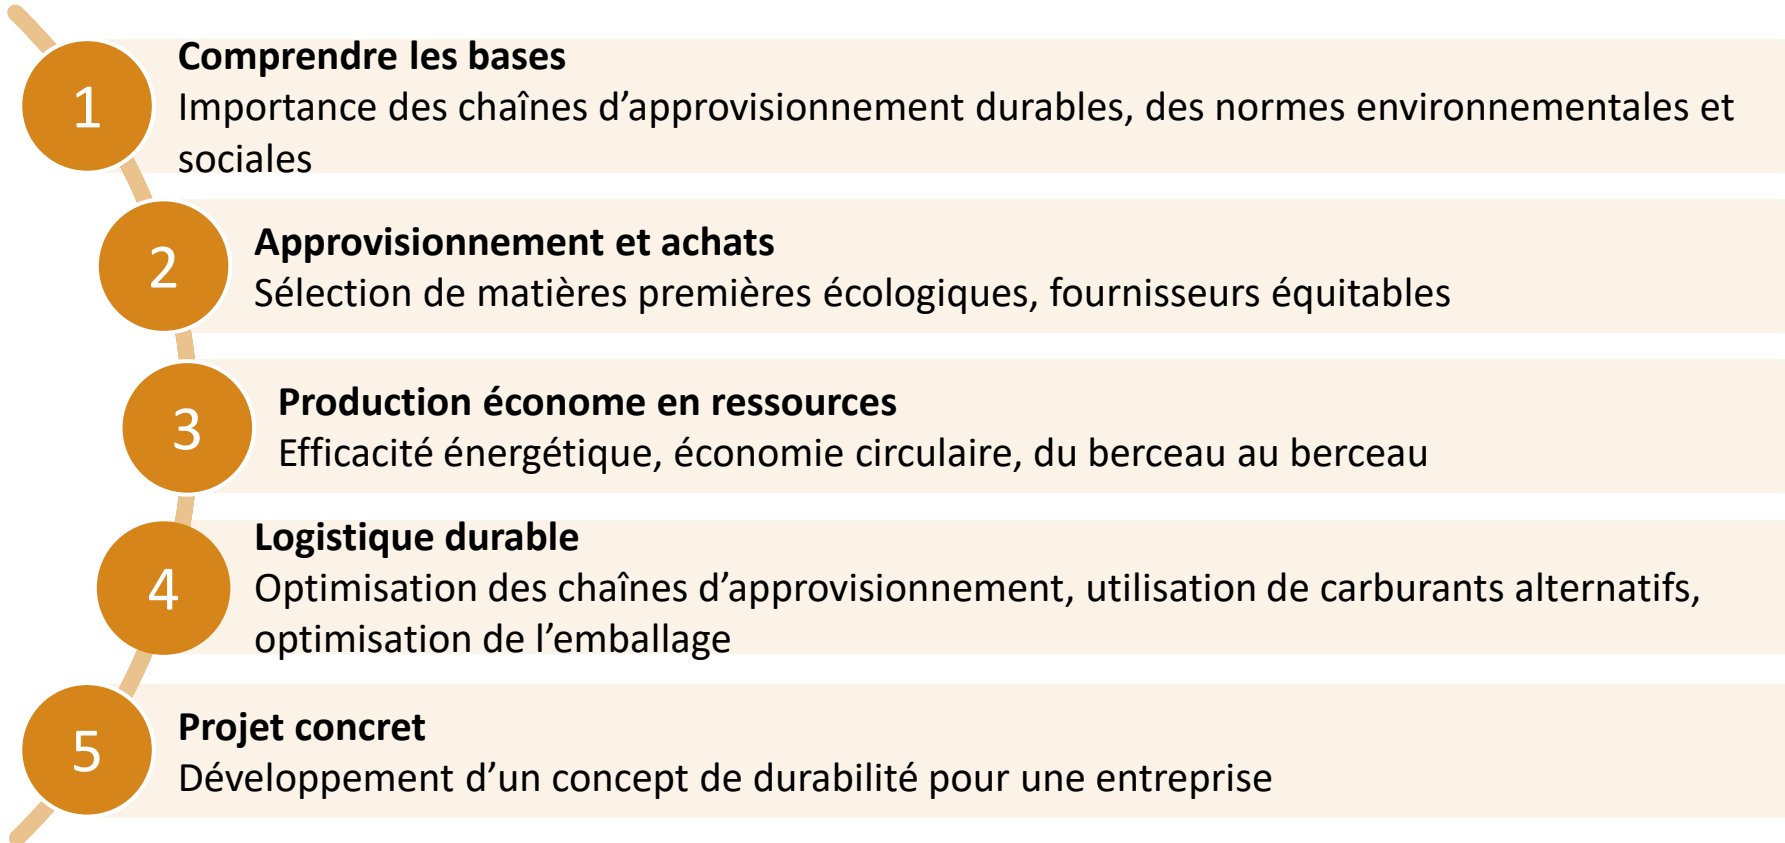 1
Comprendre les bases
Importance des chaînes d’approvisionnement durables, des normes environnementales et
sociales
2
Approvisionnement et achats
Sélection de matières premières écologiques, fournisseurs équitables
3
Production économe en ressources
Efficacité énergétique, économie circulaire, du berceau au berceau
4
Logistique durable
Optimisation des chaînes d’approvisionnement, utilisation de carburants alternatifs,
optimisation de l’emballage
5
Projet concret
Développement d’un concept de durabilité pour une entreprise